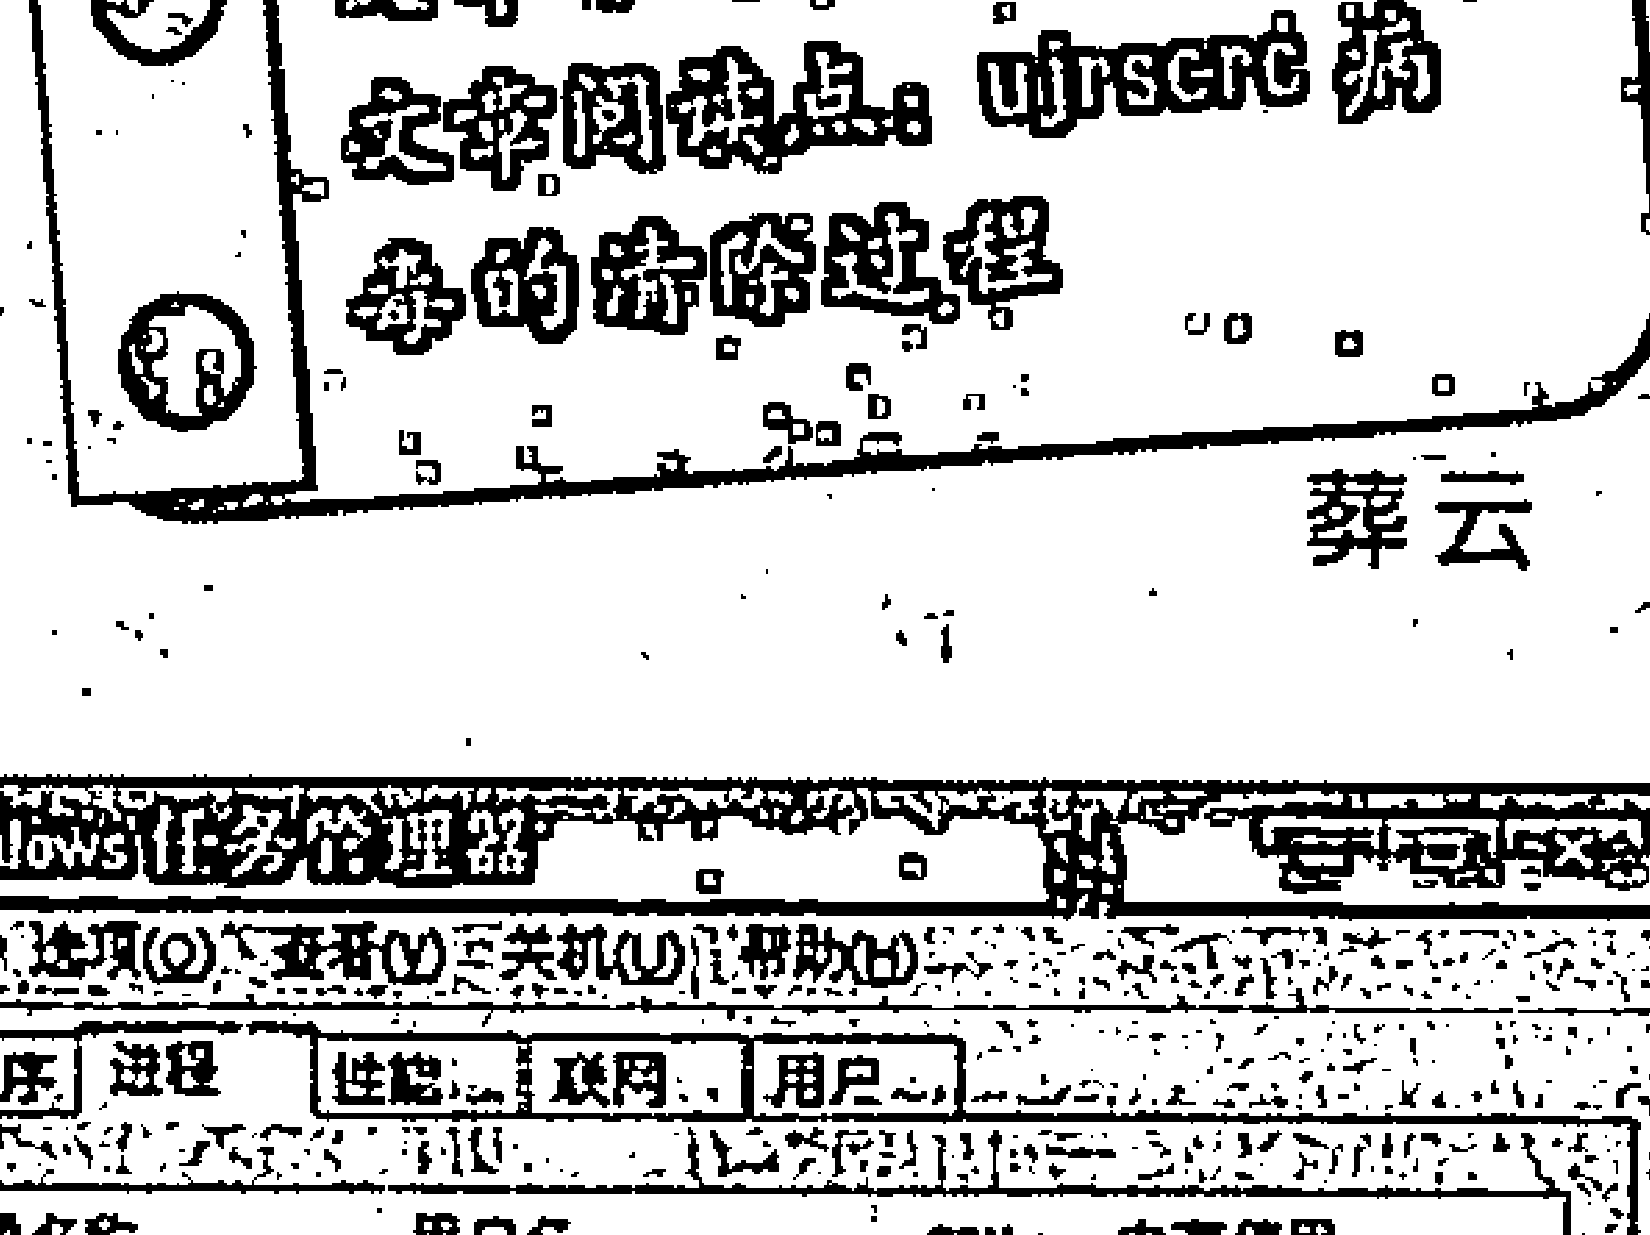 文章阅读点：ujrscrc 病
毒的清除过程
葬云
dows 任务管理器
选项(O) 查看(V) 关机(U) 帮助(H)
序 进程 性能 联网 用户